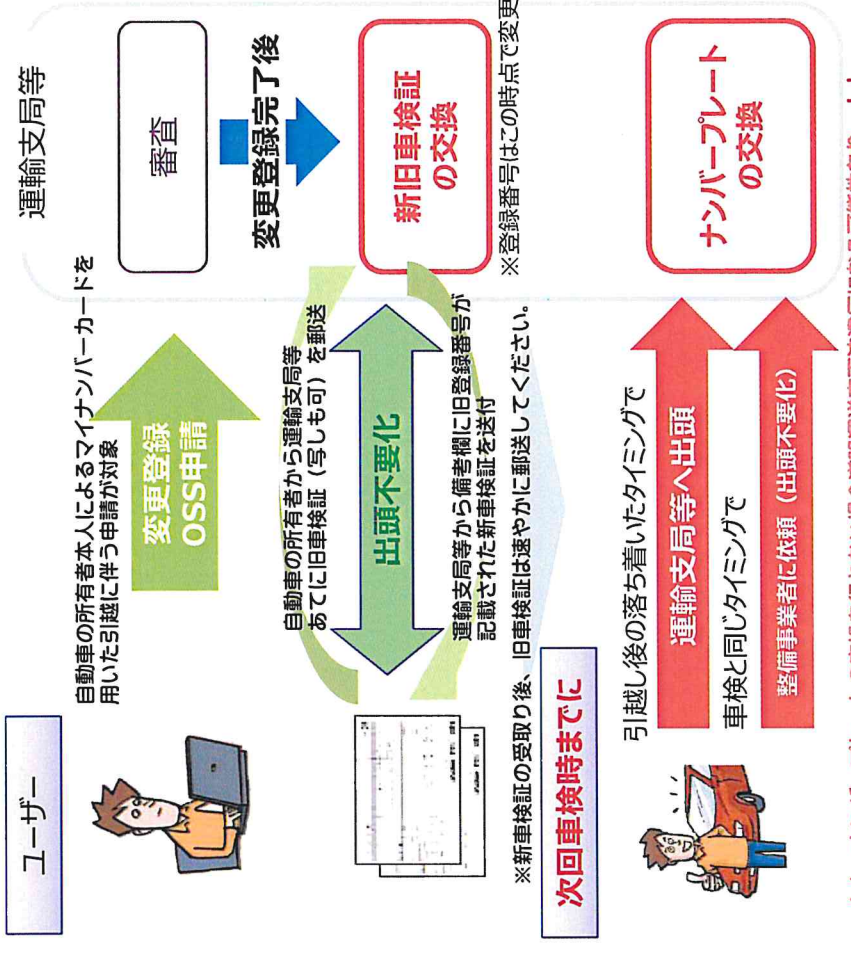 ユーザー
運輸支局等
自動車の所有者本人によるマイナンバーカードを
用いた引越に伴う申請が対象
変更登録
OSS申請
審査
変更登録完了後
自動車の所有者から運輸支局等
あてに旧車検証（写しも可）を郵送
出頭不要化
運輸支局等から備考欄に旧登録番号が
記載された新車検証を送付
新旧車検証
の交換
※登録番号はこの時点で変更
※新車検証の受取り後、旧車検証は速やかに郵送してください。
次回車検時までに
引越し後の落ち着いたタイミングで
運輸支局等へ出頭
車検と同じタイミングで
整備事業者に依頼（出頭不要化）
ナンバープレート
の交換